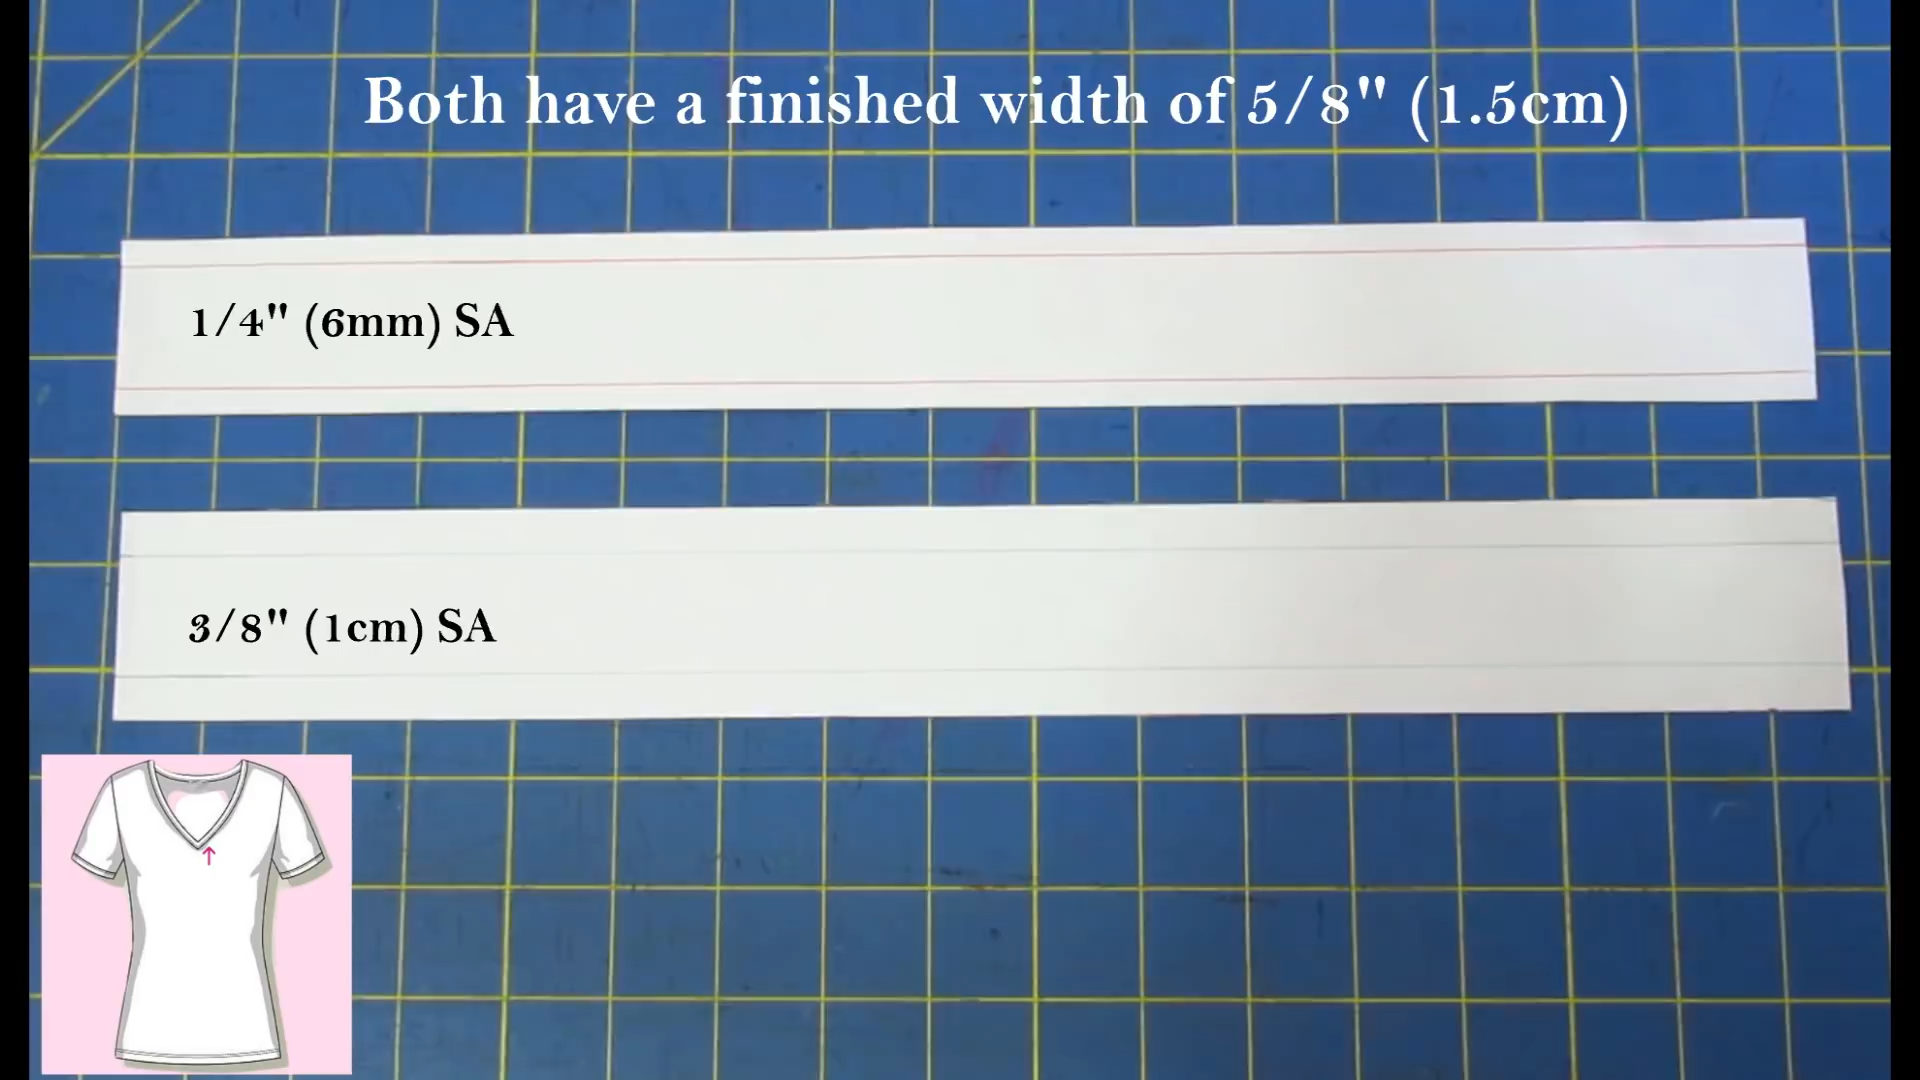 Both have a finished width of 5/8" (1.5cm)
1/4" (6mm) SA
3/8" (1cm) SA